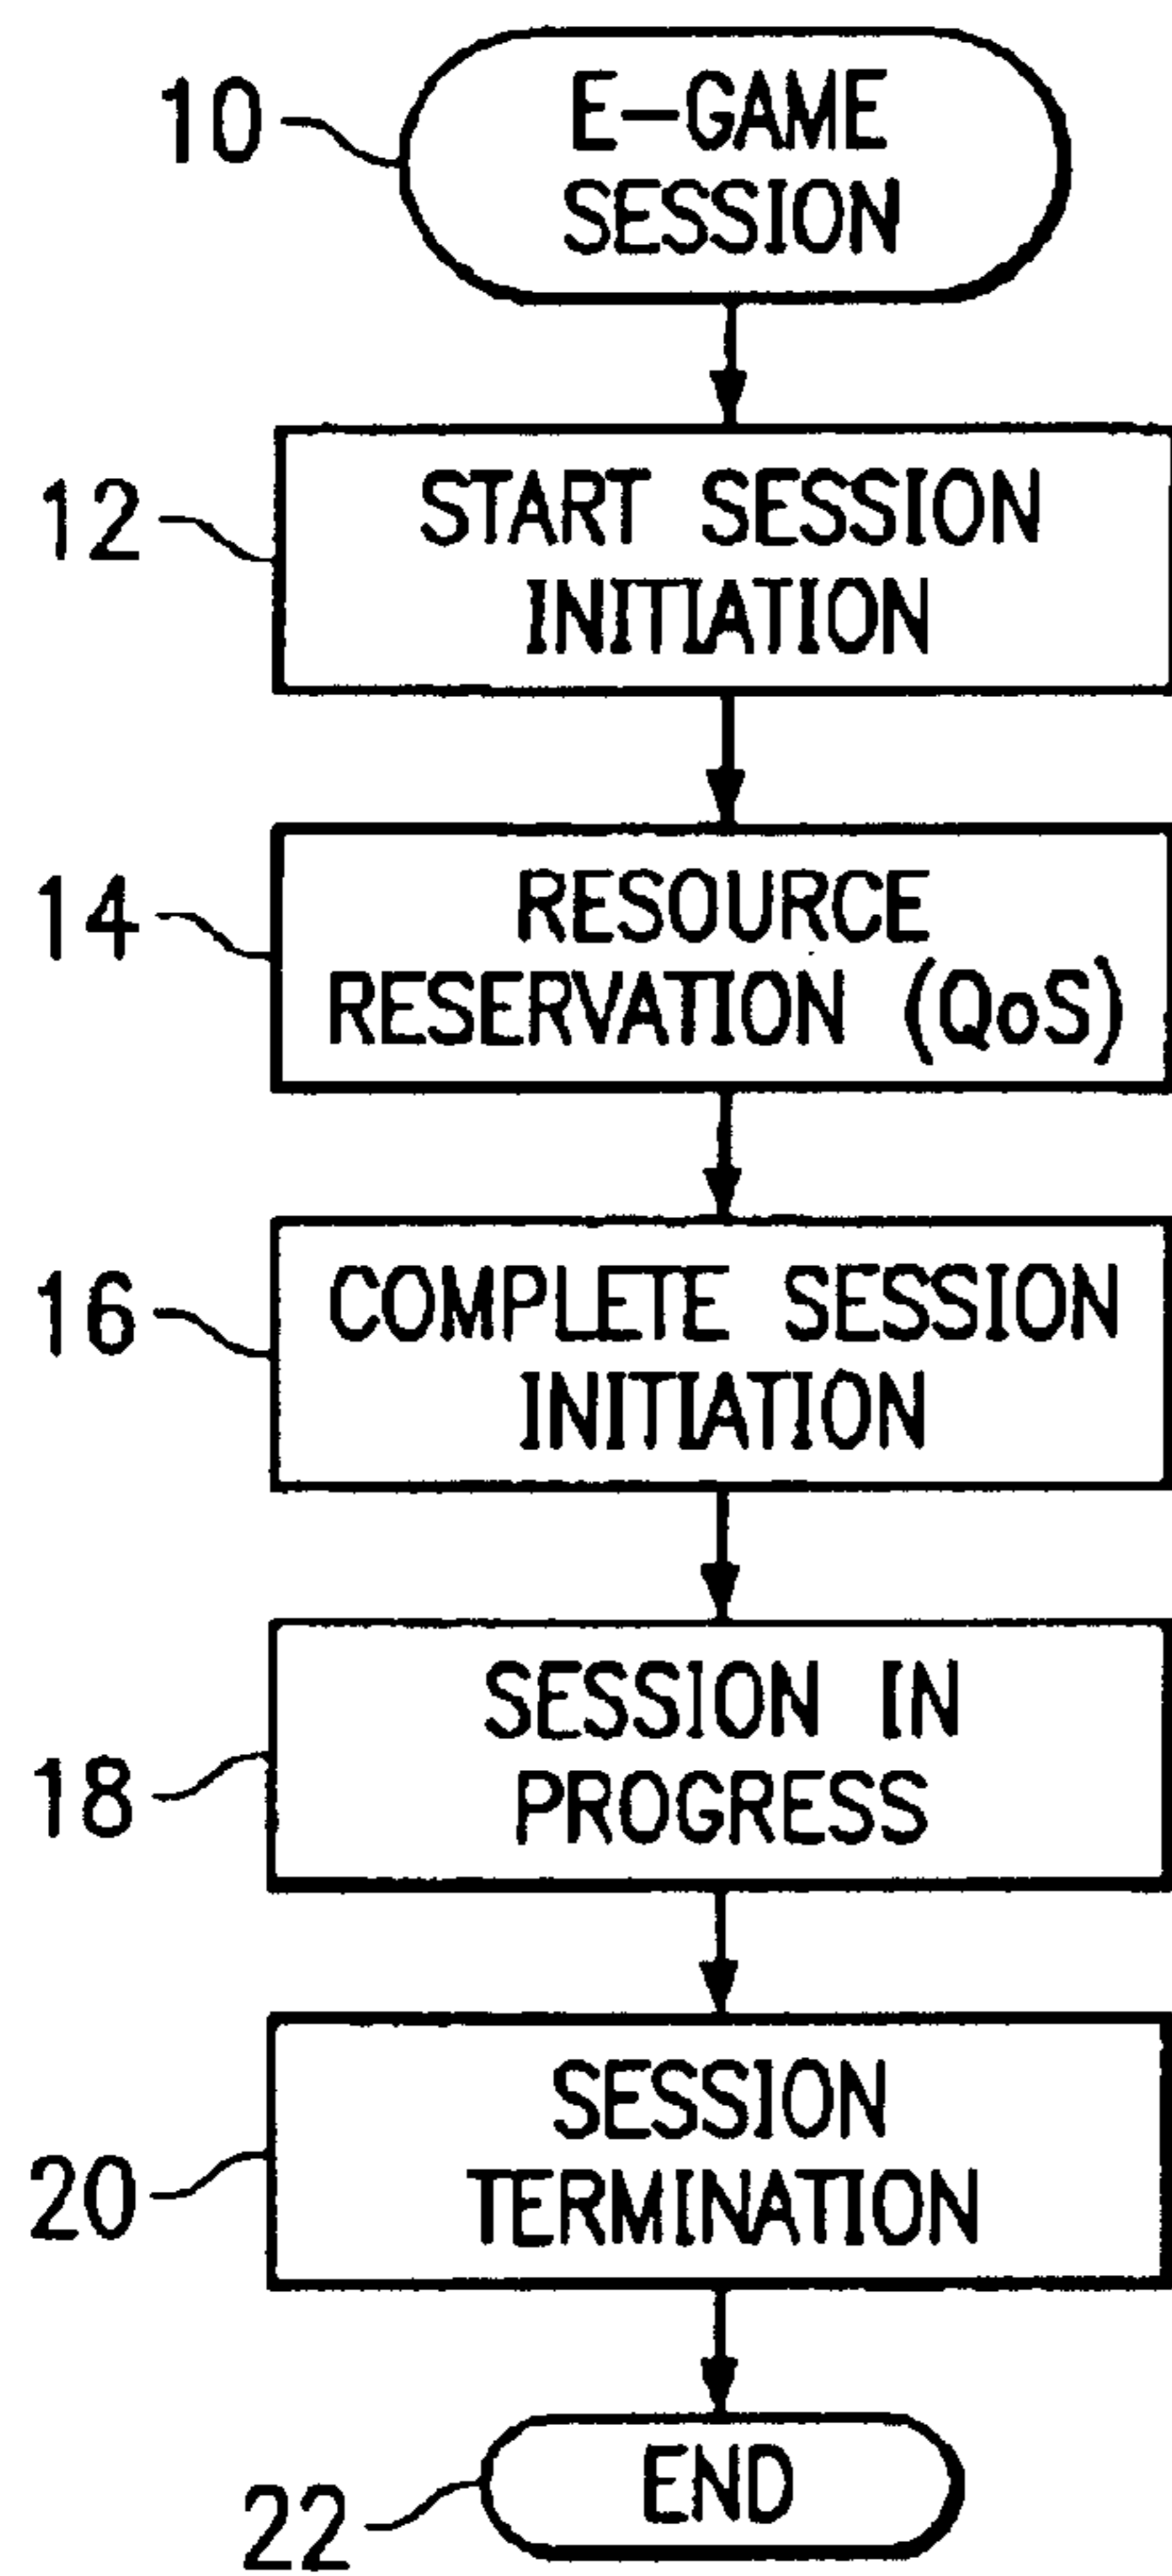 10
E-GAME
SESSION
12
START SESSION
INITIATION
14
RESOURCE
RESERVATION (QoS)
16
COMPLETE SESSION
INITIATION
18
SESSION IN
PROGRESS
20
SESSION
TERMINATION
22
END